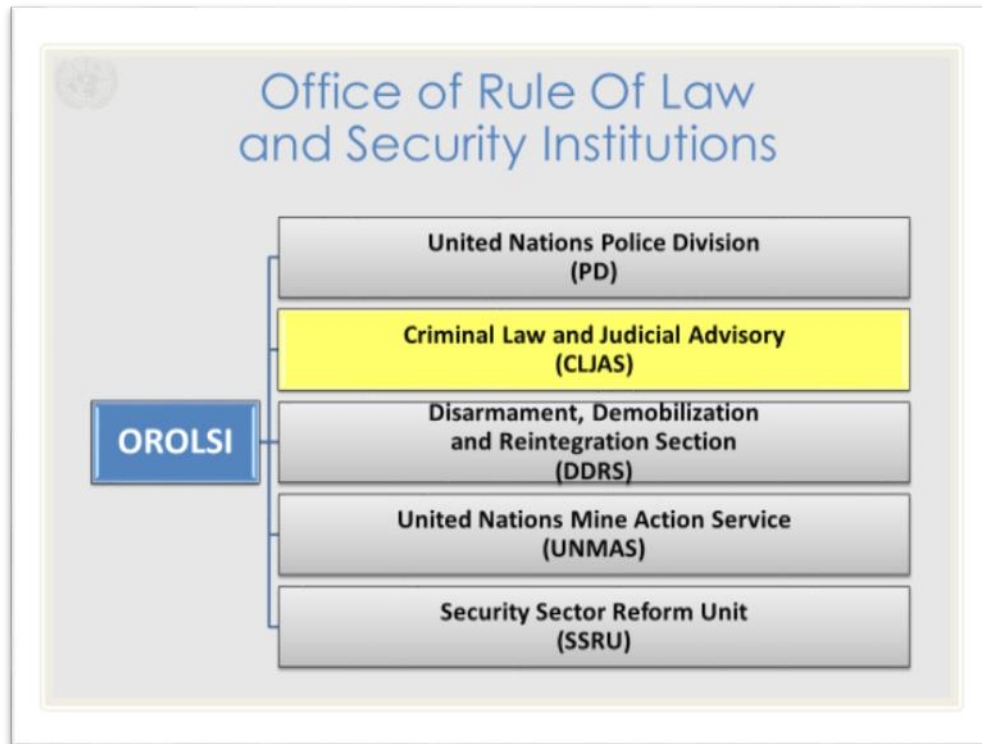 Office of Rule Of Law
and Security Institutions
OROLSI
United Nations Police Division
(PD)
Criminal Law and Judicial Advisory
(CLJAS)
Disarmament, Demobilization
and Reintegration Section
(DDRS)
United Nations Mine Action Service
(UNMAS)
Security Sector Reform Unit
(SSRU)